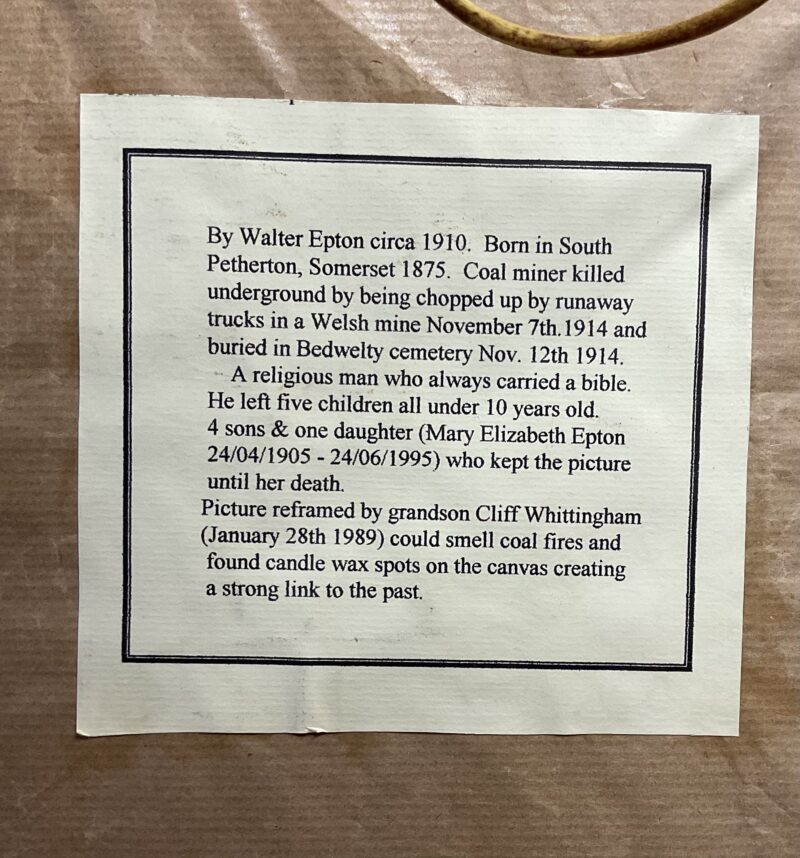 By Walter Epton circa 1910. Born in South
Petherton, Somerset 1875. Coal miner killed
underground by being chopped up by runaway
trucks in a Welsh mine November 7th.1914 and
buried in Bedwelty cemetery Nov. 12th 1914.
A religious man who always carried a bible.
He left five children all under 10 years old.
4 sons & one daughter (Mary Elizabeth Epton
24/04/1905 - 24/06/1995) who kept the picture
until her death.
Picture reframed by grandson Cliff Whittingham
(January 28th 1989) could smell coal fires and
found candle wax spots on the canvas creating
a strong link to the past.